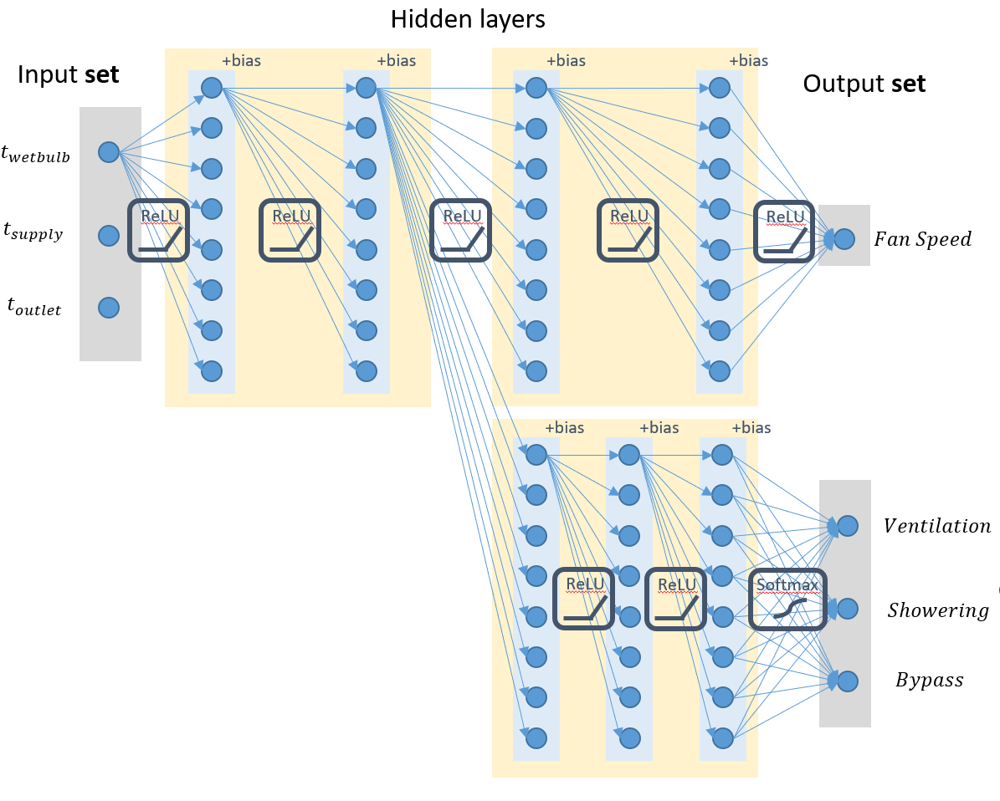 Hidden layers
Input set
+bias
+bias
+bias
+bias
Output set
t_wetbulb
t_supply
t_outlet
ReLU
ReLU
ReLU
ReLU
ReLU
Fan Speed
+bias
+bias
+bias
ReLU
ReLU
Softmax
Ventilation
Showering
Bypass